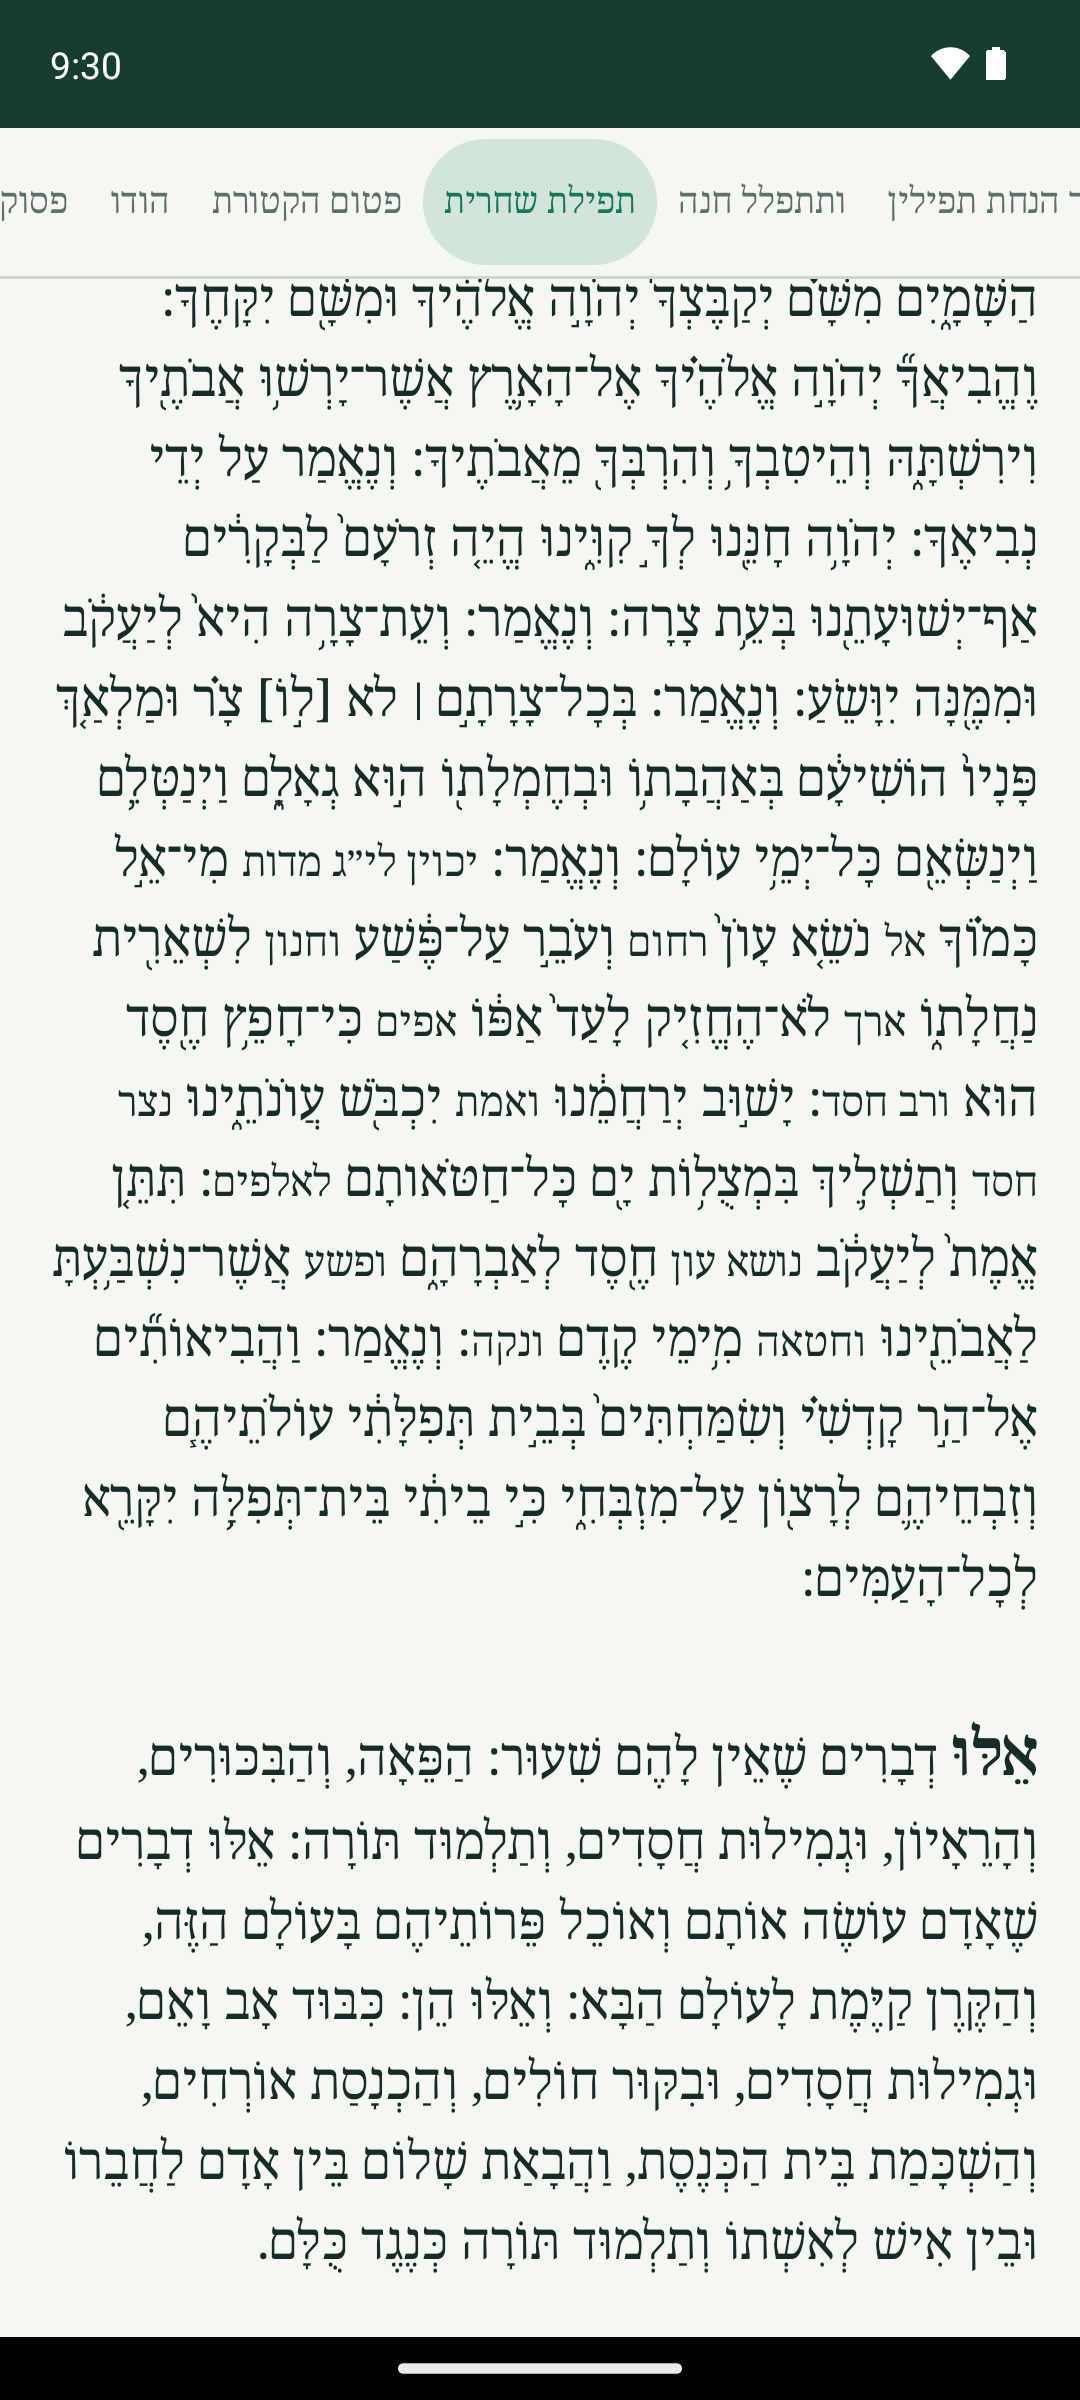 9:30
ר הנחת תפילין ותתפלל חנה תפילת שחרית פטום הקטורת הודו פסוק
הַשָּׁמָ֑יִם מִשָּׁ֗ם יְקַבֶּצְךָ֙ יְהֹוָ֣ה אֱלֹהֶ֔יךָ וּמִשָּׁ֖ם יִקָּחֶֽךָ׃
וֶהֱבִיאֲךָ֞ יְהֹוָ֣ה אֱלֹהֶ֗יךָ אֶל־הָאָ֛רֶץ אֲשֶׁר־יָרְשׁ֥וּ אֲבֹתֶ֖יךָ
וִֽירִשְׁתָּ֑הּ וְהֵיטִבְךָ֥ וְהִרְבְּךָ֖ מֵאֲבֹתֶֽיךָ׃ וְנֶאֱמַר עַל יְדֵי
נְבִיאֶךָ׃ יְהֹוָ֥ה חָנֵּ֖נוּ לְךָ֣ קִוִּ֑ינוּ הֱיֵ֤ה זְרֹעָם֙ לַבְּקָרִ֔ים
אַף־יְשׁוּעָתֵ֖נוּ בְּעֵ֥ת צָרָֽה׃ וְנֶאֱמַר׃ וְעֵת־צָרָ֥ה הִיא֙ לְיַֽעֲקֹ֔ב
וּמִמֶּ֖נָּה יִוָּשֵֽׁעַ׃ וְנֶאֱמַר׃ בְּֽכׇל־צָרָתָ֣ם ׀ לֹא [ל֣וֹ] צָ֗ר וּמַלְאַ֤ךְ
פָּנָיו֙ הֽוֹשִׁיעָ֔ם בְּאַהֲבָת֥וֹ וּבְחֶמְלָת֖וֹ ה֣וּא גְאָלָ֑ם וַֽיְנַטְּלֵ֥ם
וַֽיְנַשְּׂאֵ֖ם כׇּל־יְמֵ֥י עוֹלָֽם׃ וְנֶאֱמַר׃ יכוין לי״ג מדות מִי־אֵ֣ל
כָּמ֗וֹךָ אל נֹשֵׂ֤א עָוֺן֙ רחום וְעֹבֵ֣ר עַל־פֶּ֔שַׁע וחנון לִשְׁאֵרִ֖ית
נַחֲלָת֑וֹ ארך לֹא־הֶחֱזִ֤יק לָעַד֙ אַפּ֔וֹ אפים כִּֽי־חָפֵ֥ץ חֶ֖סֶד
הֽוּא ורב חסד׃ יָשׁ֣וּב יְרַחֲמֵ֔נוּ ואמת יִכְבֹּ֖שׁ עֲוֺנֹתֵ֑ינוּ נצר
חסד וְתַשְׁלִ֛יךְ בִּמְצֻל֥וֹת יָ֖ם כׇּל־חַטֹּאותָֽם לאלפים׃ תִּתֵּ֤ן
אֱמֶת֙ לְיַֽעֲקֹ֔ב נושא עון חֶ֖סֶד לְאַבְרָהָ֑ם ופשע אֲשֶׁר־נִשְׁבַּ֥עְתָּ
לַאֲבֹתֵ֖ינוּ וחטאה מִ֥ימֵי קֶֽדֶם ונקה׃ וְנֶאֱמַר׃ וַהֲבִיאוֹתִ֞ים
אֶל־הַ֣ר קׇדְשִׁ֗י וְשִׂמַּחְתִּים֙ בְּבֵ֣ית תְּפִלָּתִ֔י עוֹלֹתֵיהֶ֧ם
וְזִבְחֵיהֶ֛ם לְרָצ֖וֹן עַֽל־מִזְבְּחִ֑י כִּ֣י בֵיתִ֔י בֵּית־תְּפִלָּ֥ה יִקָּרֵ֖א
לְכׇל־הָעַמִּֽים׃
אֵלּוּ דְבָרִים שֶׁאֵין לָהֶם שִׁעוּר׃ הַפֵּאָה, וְהַבִּכּוּרִים,
וְהָרֵאָיוֹן, וּגְמִילוּת חֲסָדִים, וְתַלְמוּד תּוֹרָה׃ אֵלּוּ דְבָרִים
שֶׁאָדָם עוֹשֶׂה אוֹתָם וְאוֹכֵל פֵּרוֹתֵיהֶם בָּעוֹלָם הַזֶּה,
וְהַקֶּרֶן קַיֶּמֶת לָעוֹלָם הַבָּא׃ וְאֵלּוּ הֵן׃ כִּבּוּד אָב וָאֵם,
וּגְמִילוּת חֲסָדִים, וּבִקּוּר חוֹלִים, וְהַכְנָסַת אוֹרְחִים,
וְהַשְׁכָּמַת בֵּית הַכְּנֶסֶת, וַהֲבָאַת שָׁלוֹם בֵּין אָדָם לַחֲבֵרוֹ
וּבֵין אִישׁ לְאִשְׁתּוֹ וְתַלְמוּד תּוֹרָה כְּנֶגֶד כֻּלָּם.